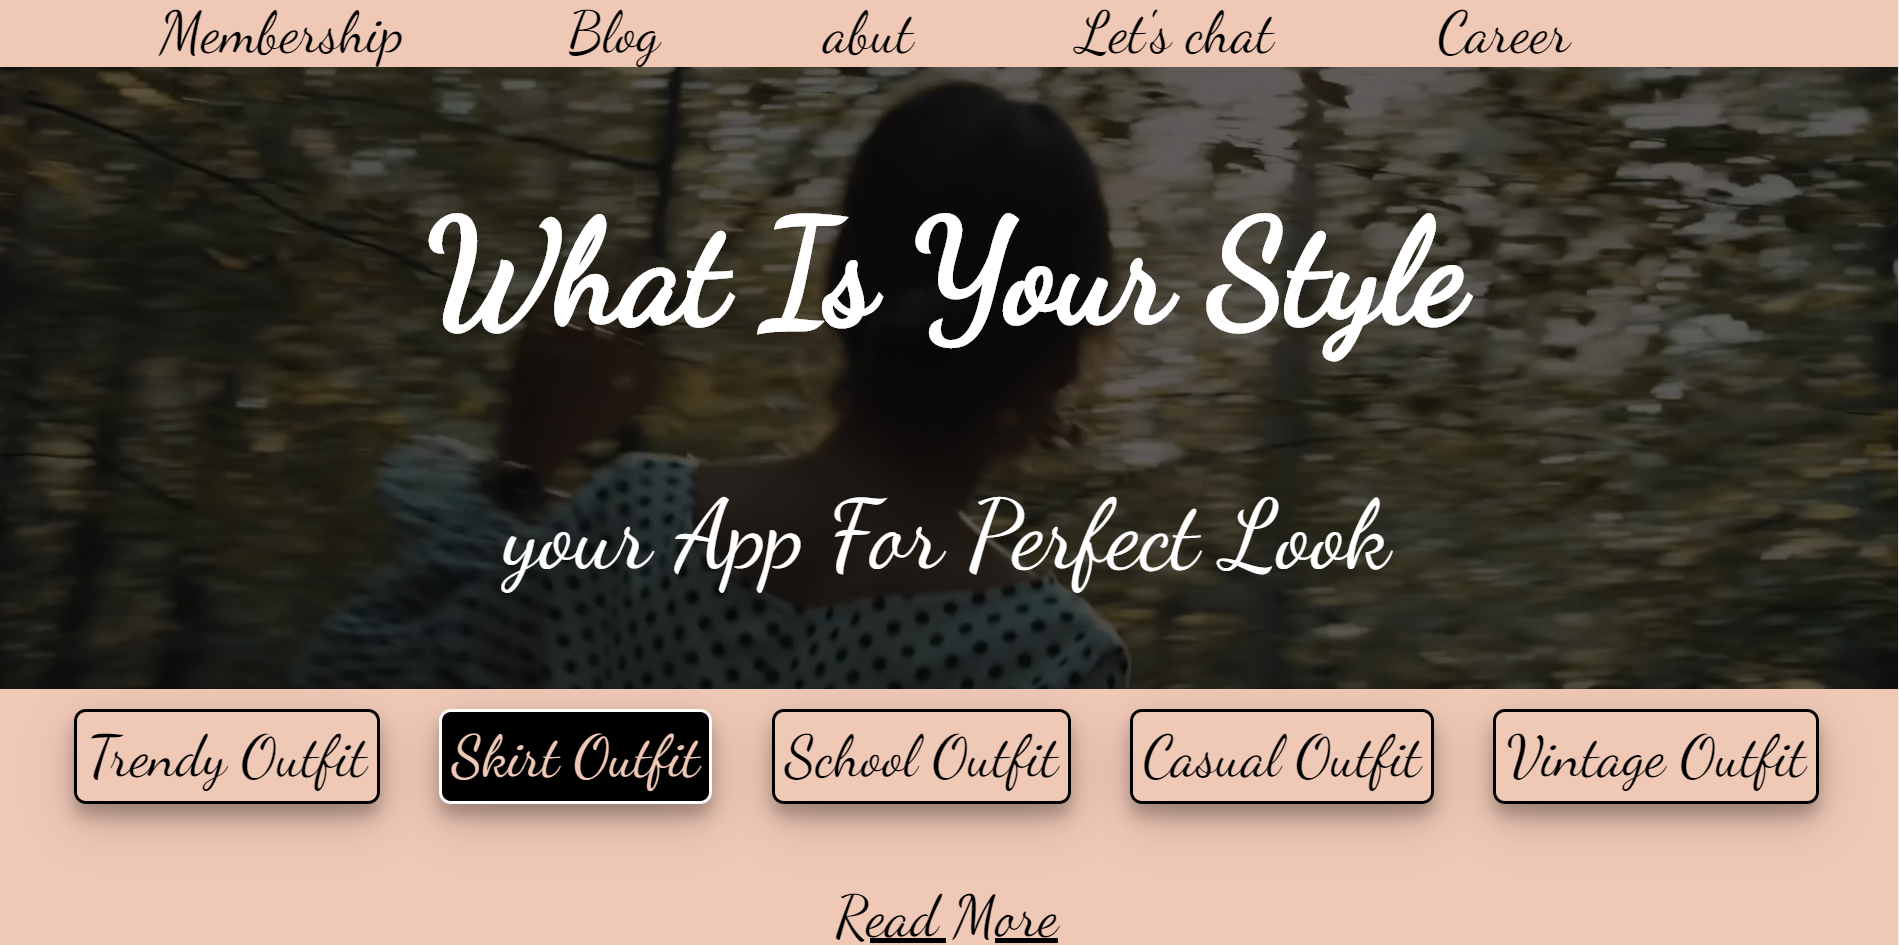 Membership Blog abut Let's chat Career
What Is Your Style
your App For Perfect Look
Trendy Outfit Skirt Outfit School Outfit Casual Outfit Vintage Outfit
Read More